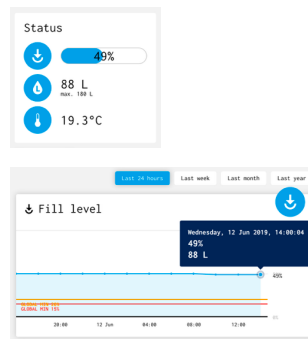 Status
49%
88 L
max. 180 L
19.3°C
Last 24 hours Last week Last month Last year
Fill level
Wednesday, 12 Jun 2019, 14:00:04
49%
88 L
49%
GLOBAL MIN 15%
0%
20:00 12 Jun 04:00 08:00 12:00